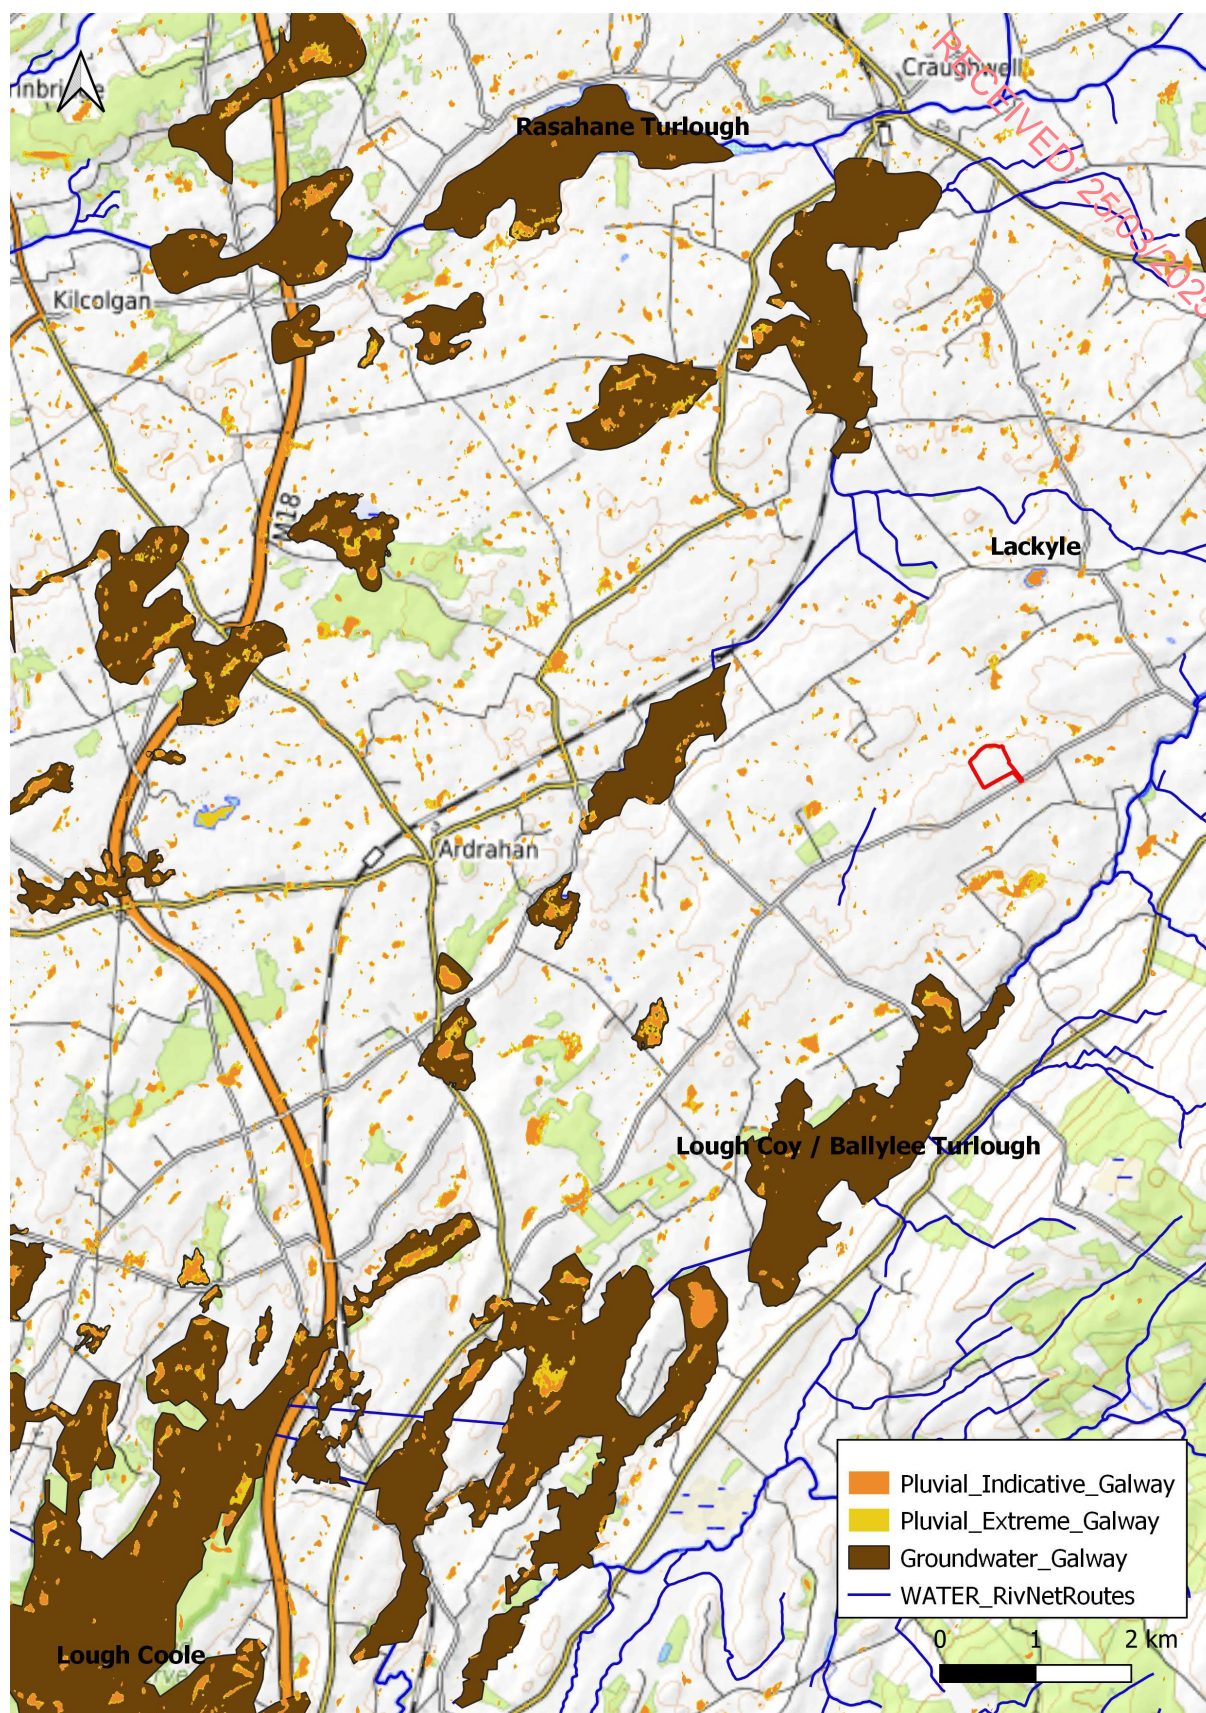 Craughwell
RECEIVED: 25/03/2025
Rasahane Turlough
Kilcolgan
M18
Lackyle
Ardrahan
Lough Coy / Ballylee Turlough
Pluvial_Indicative_Galway
Pluvial_Extreme_Galway
Groundwater_Galway
WATER_RivNetRoutes
0 1 2 km
Lough Coole